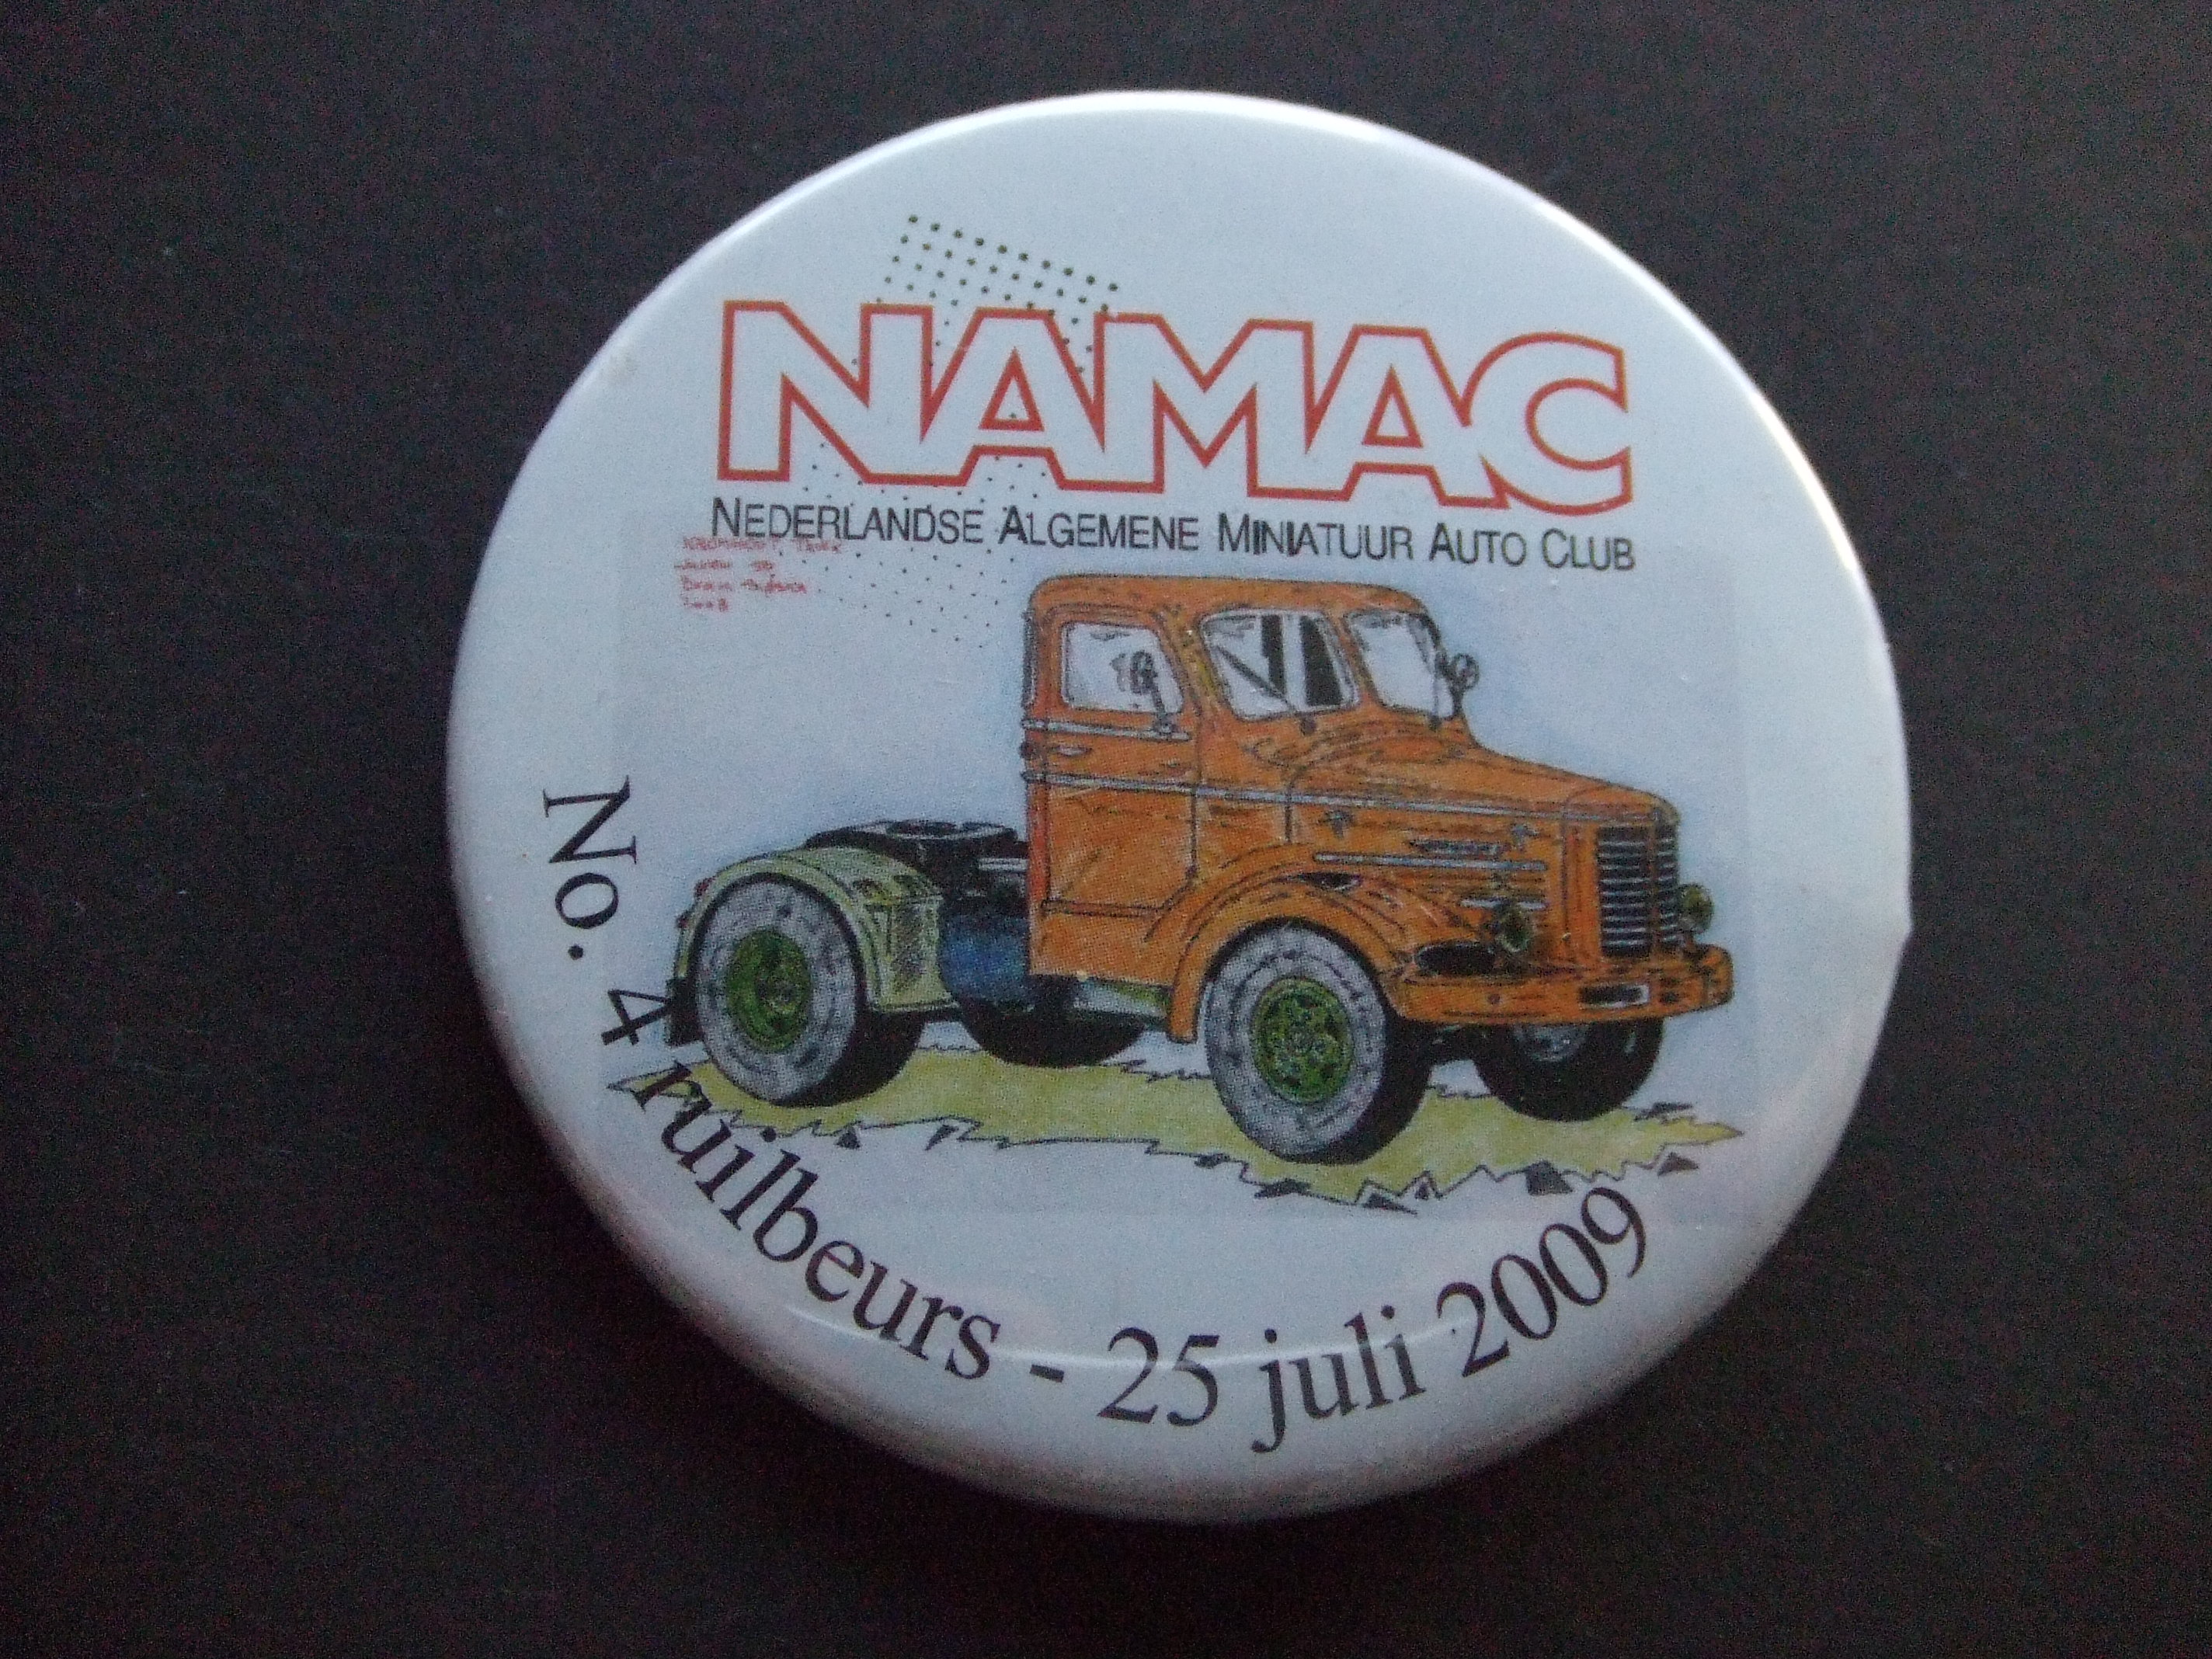 NAMAC
NEDERLANDSE ALGEMENE MINIATUUR AUTO CLUB
No. 4 ruilbeurs - 25 juli 2009